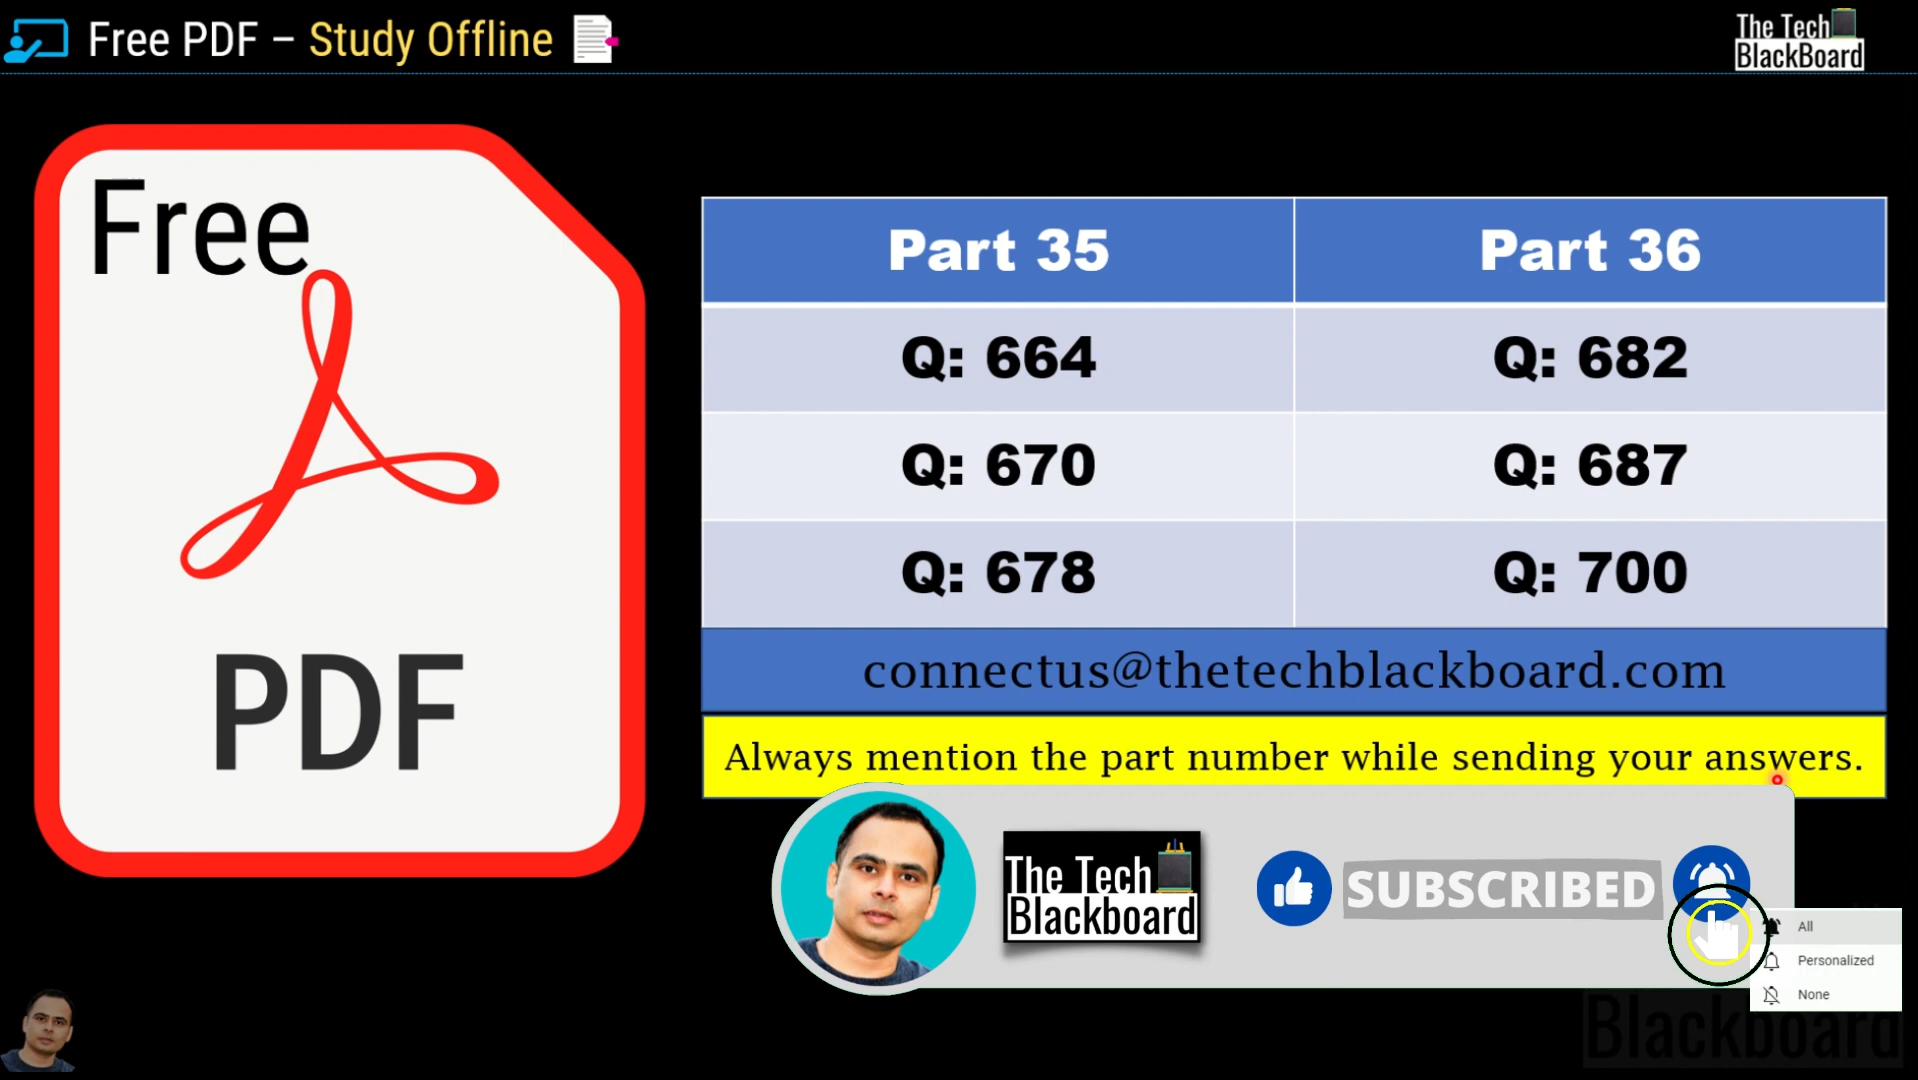 Free PDF – Study Offline
The Tech
BlackBoard
Free
PDF
Part 35 Part 36
Q: 664 Q: 682
Q: 670 Q: 687
Q: 678 Q: 700
connectus@thetechblackboard.com
Always mention the part number while sending your answers.
The Tech
Blackboard
SUBSCRIBED
All
Personalized
None
Blackboard